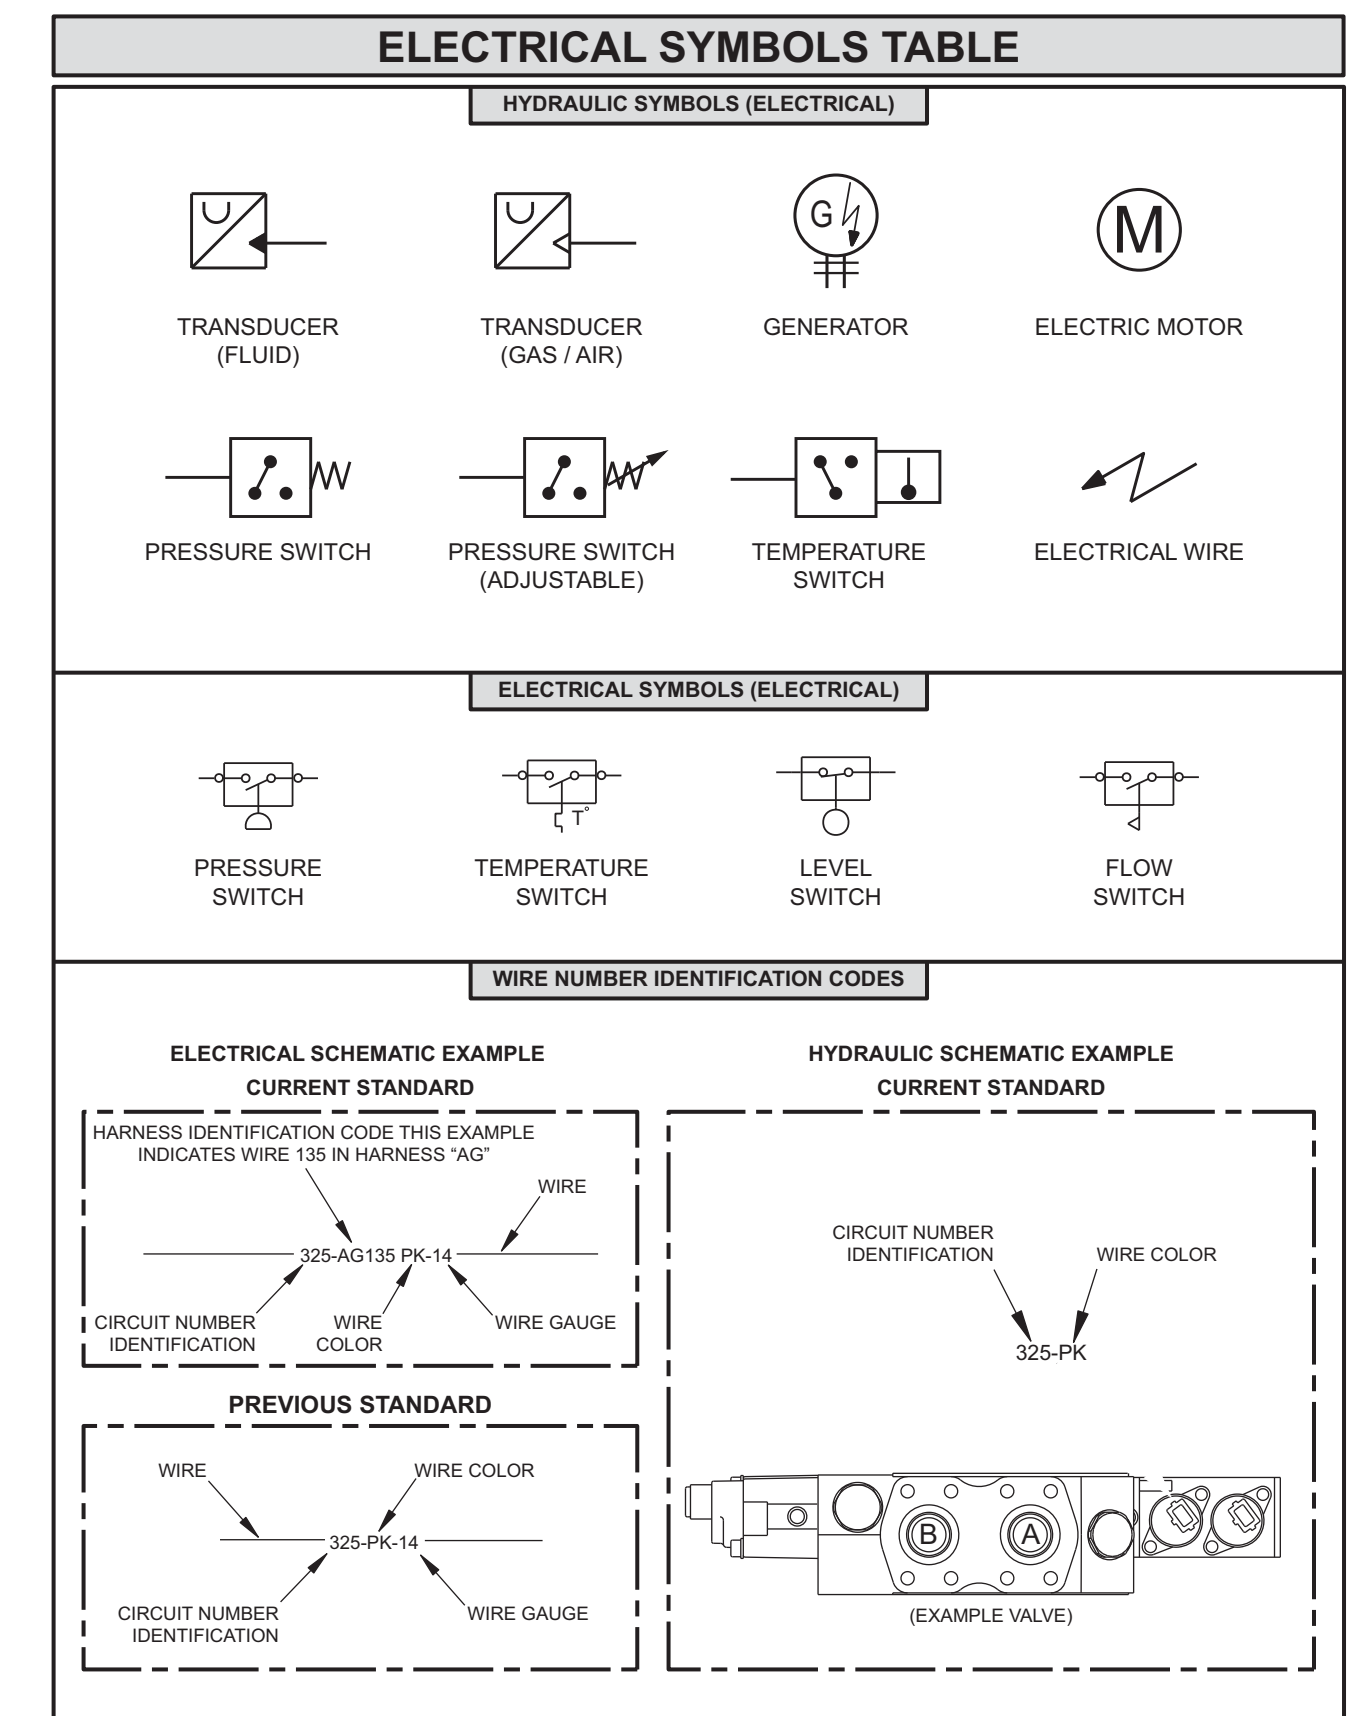 ELECTRICAL SYMBOLS TABLE
HYDRAULIC SYMBOLS (ELECTRICAL)
G
M
TRANSDUCER
(FLUID)
TRANSDUCER
(GAS / AIR)
GENERATOR
ELECTRIC MOTOR
PRESSURE SWITCH
PRESSURE SWITCH
(ADJUSTABLE)
TEMPERATURE
SWITCH
ELECTRICAL WIRE
ELECTRICAL SYMBOLS (ELECTRICAL)
T°
PRESSURE
SWITCH
TEMPERATURE
SWITCH
LEVEL
SWITCH
FLOW
SWITCH
WIRE NUMBER IDENTIFICATION CODES
ELECTRICAL SCHEMATIC EXAMPLE
CURRENT STANDARD
HARNESS IDENTIFICATION CODE THIS EXAMPLE
INDICATES WIRE 135 IN HARNESS “AG”
WIRE
325-AG135 PK-14
CIRCUIT NUMBER
IDENTIFICATION
WIRE
COLOR
WIRE GAUGE
PREVIOUS STANDARD
WIRE
WIRE COLOR
325-PK-14
CIRCUIT NUMBER
IDENTIFICATION
WIRE GAUGE
HYDRAULIC SCHEMATIC EXAMPLE
CURRENT STANDARD
CIRCUIT NUMBER
IDENTIFICATION
WIRE COLOR
325-PK
B
A
(EXAMPLE VALVE)